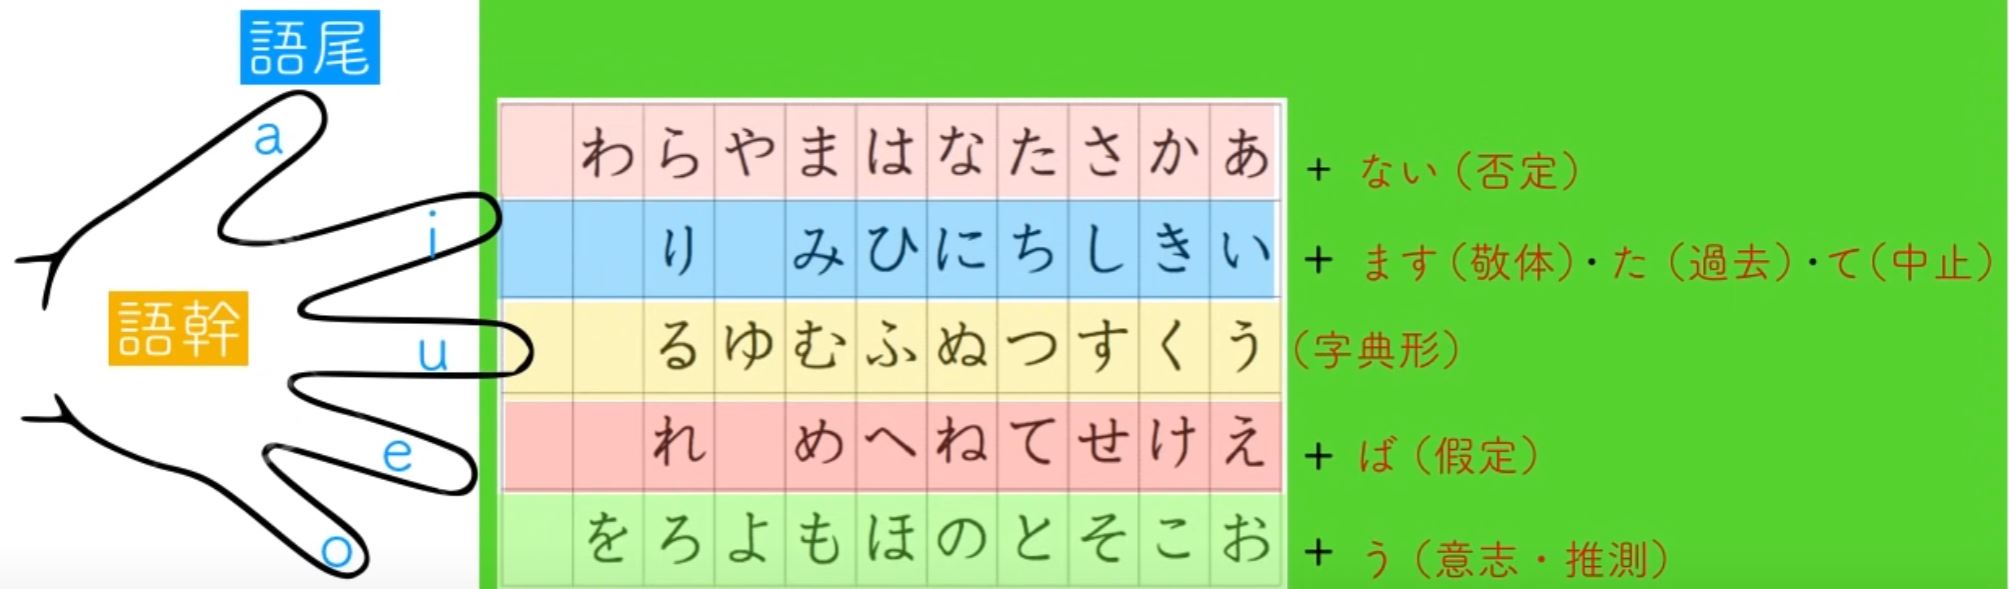 語尾
a
i
u
e
o
語幹
わ ら や ま は な た さ か あ + ない(否定)
り み ひ に ち し き い + ます(敬体)・た(過去)・て(中止)
る ゆ む ふ ぬ つ す く う (字典形)
れ め へ ね て せ け え + ば(假定)
を ろ よ も ほ の と そ こ お + う(意志・推測)